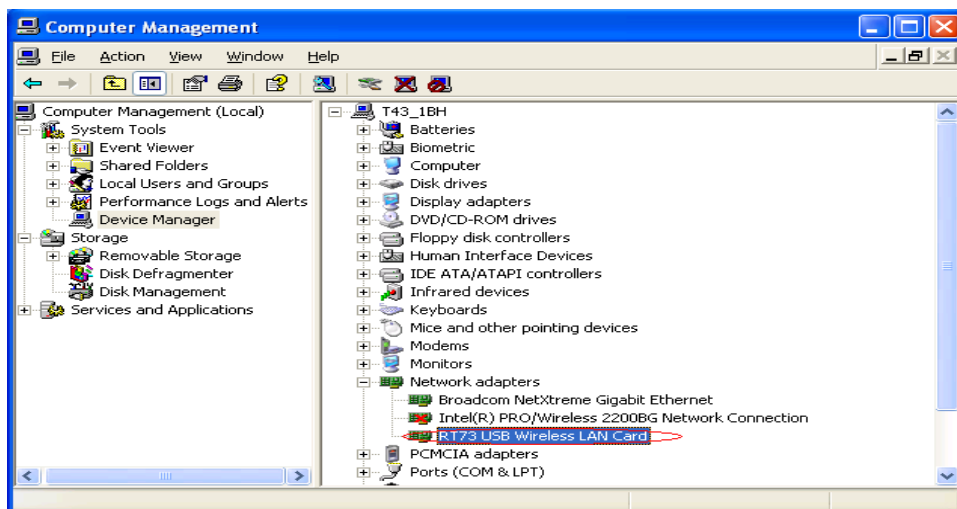 Computer Management
File Action View Window Help
Computer Management (Local)
System Tools
Event Viewer
Shared Folders
Local Users and Groups
Performance Logs and Alerts
Device Manager
Storage
Removable Storage
Disk Defragmenter
Disk Management
Services and Applications
T43_1BH
Batteries
Biometric
Computer
Disk drives
Display adapters
DVD/CD-ROM drives
Floppy disk controllers
Human Interface Devices
IDE ATA/ATAPI controllers
Infrared devices
Keyboards
Mice and other pointing devices
Modems
Monitors
Network adapters
Broadcom NetXtreme Gigabit Ethernet
Intel(R) PRO/Wireless 2200BG Network Connection
RT73 USB Wireless LAN Card
PCMCIA adapters
Ports (COM & LPT)